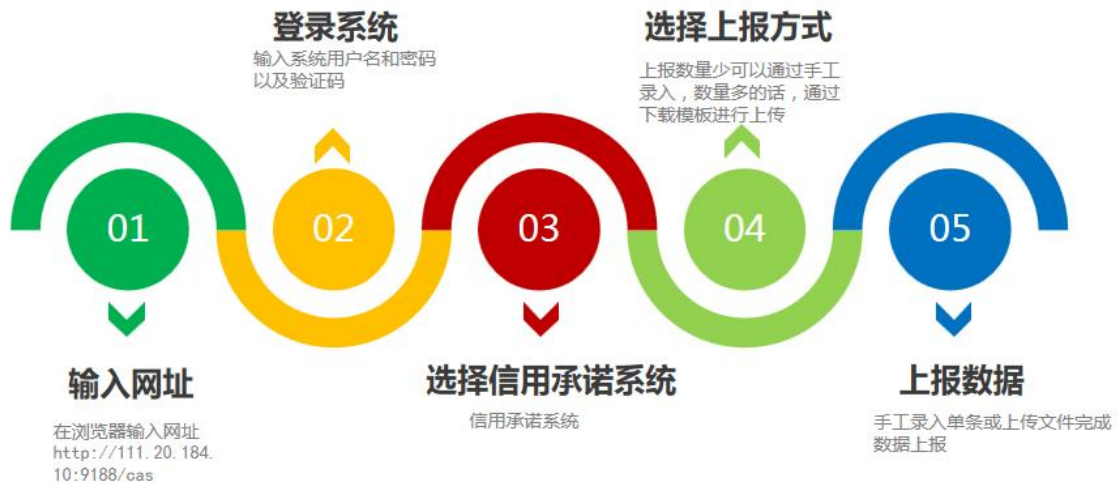 登录系统
输入系统用户名和密码
以及验证码
选择上报方式
上报数量少可以通过手工
录入，数量多的话，通过
下载模板进行上传
01
02
03
04
05
输入网址
在浏览器输入网址
http://111.20.184.
10:9188/cas
选择信用承诺系统
信用承诺系统
上报数据
手工录入单条或上传文件完成
数据上报